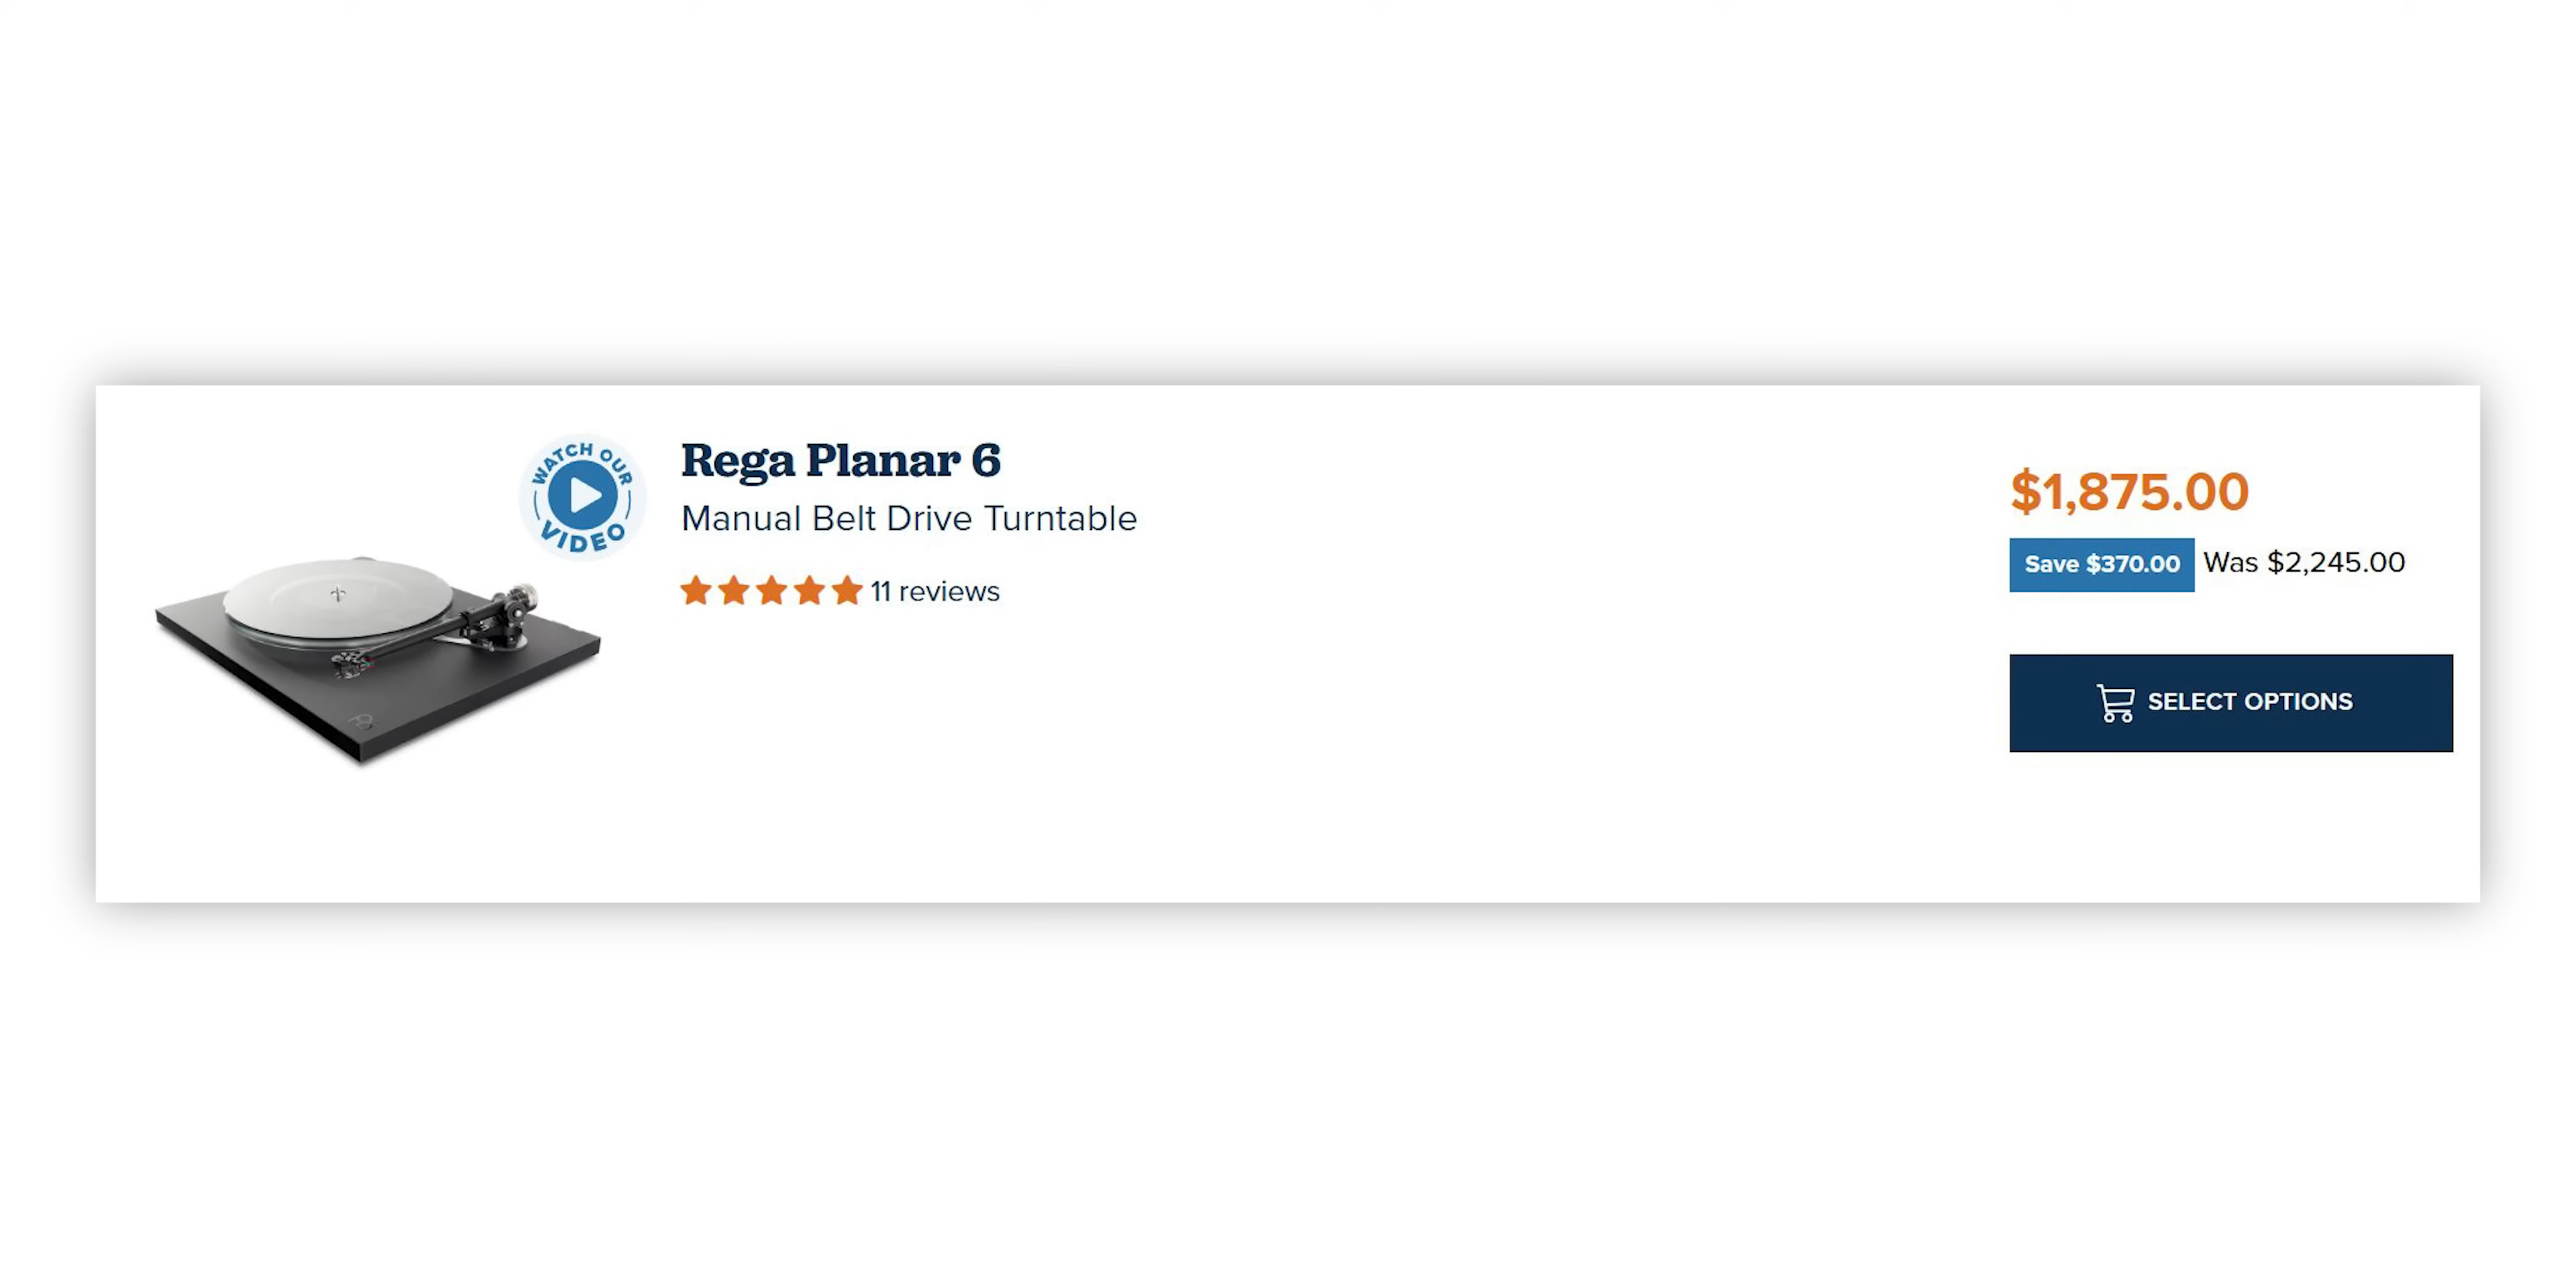 WATCH OUR
VIDEO
Rega Planar 6
Manual Belt Drive Turntable
11 reviews
$1,875.00
Save $370.00 Was $2,245.00
SELECT OPTIONS